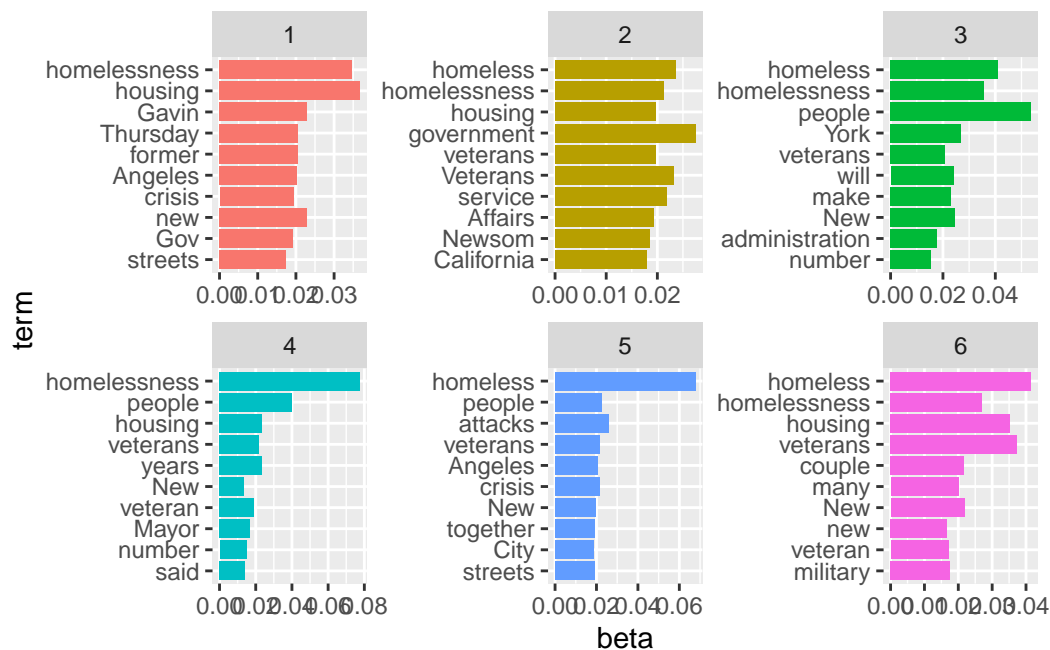 1
homelessness
housing
Gavin
Thursday
former
Angeles
crisis
new
Gov
streets
0.00 0.01 0.02 0.03
2
homeless
homelessness
housing
government
veterans
Veterans
service
Affairs
Newsom
California
0.00 0.01 0.02
3
homeless
homelessness
people
York
veterans
will
make
New
administration
number
0.00 0.02 0.04
term
4
homelessness
people
housing
veterans
years
New
veteran
Mayor
number
said
0.00 0.02 0.04 0.06 0.08
5
homeless
people
attacks
veterans
Angeles
crisis
New
together
City
streets
0.00 0.02 0.04 0.06
6
homeless
homelessness
housing
veterans
couple
many
New
new
veteran
military
0.00 0.01 0.02 0.03 0.04
beta